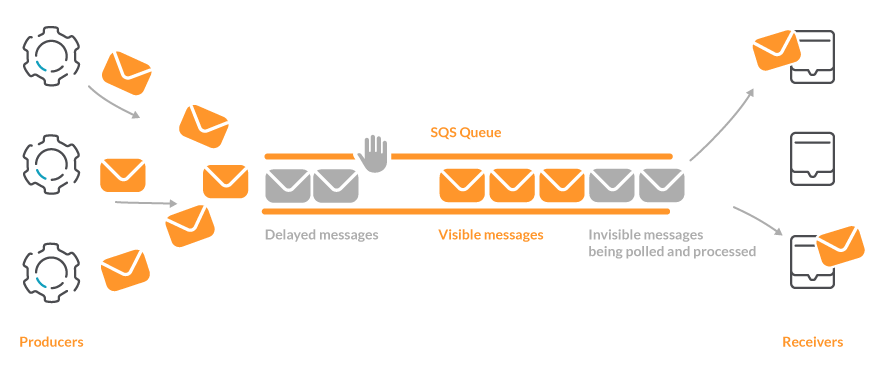 SQS Queue
Delayed messages
Visible messages
Invisible messages
being polled and processed
Producers
Receivers